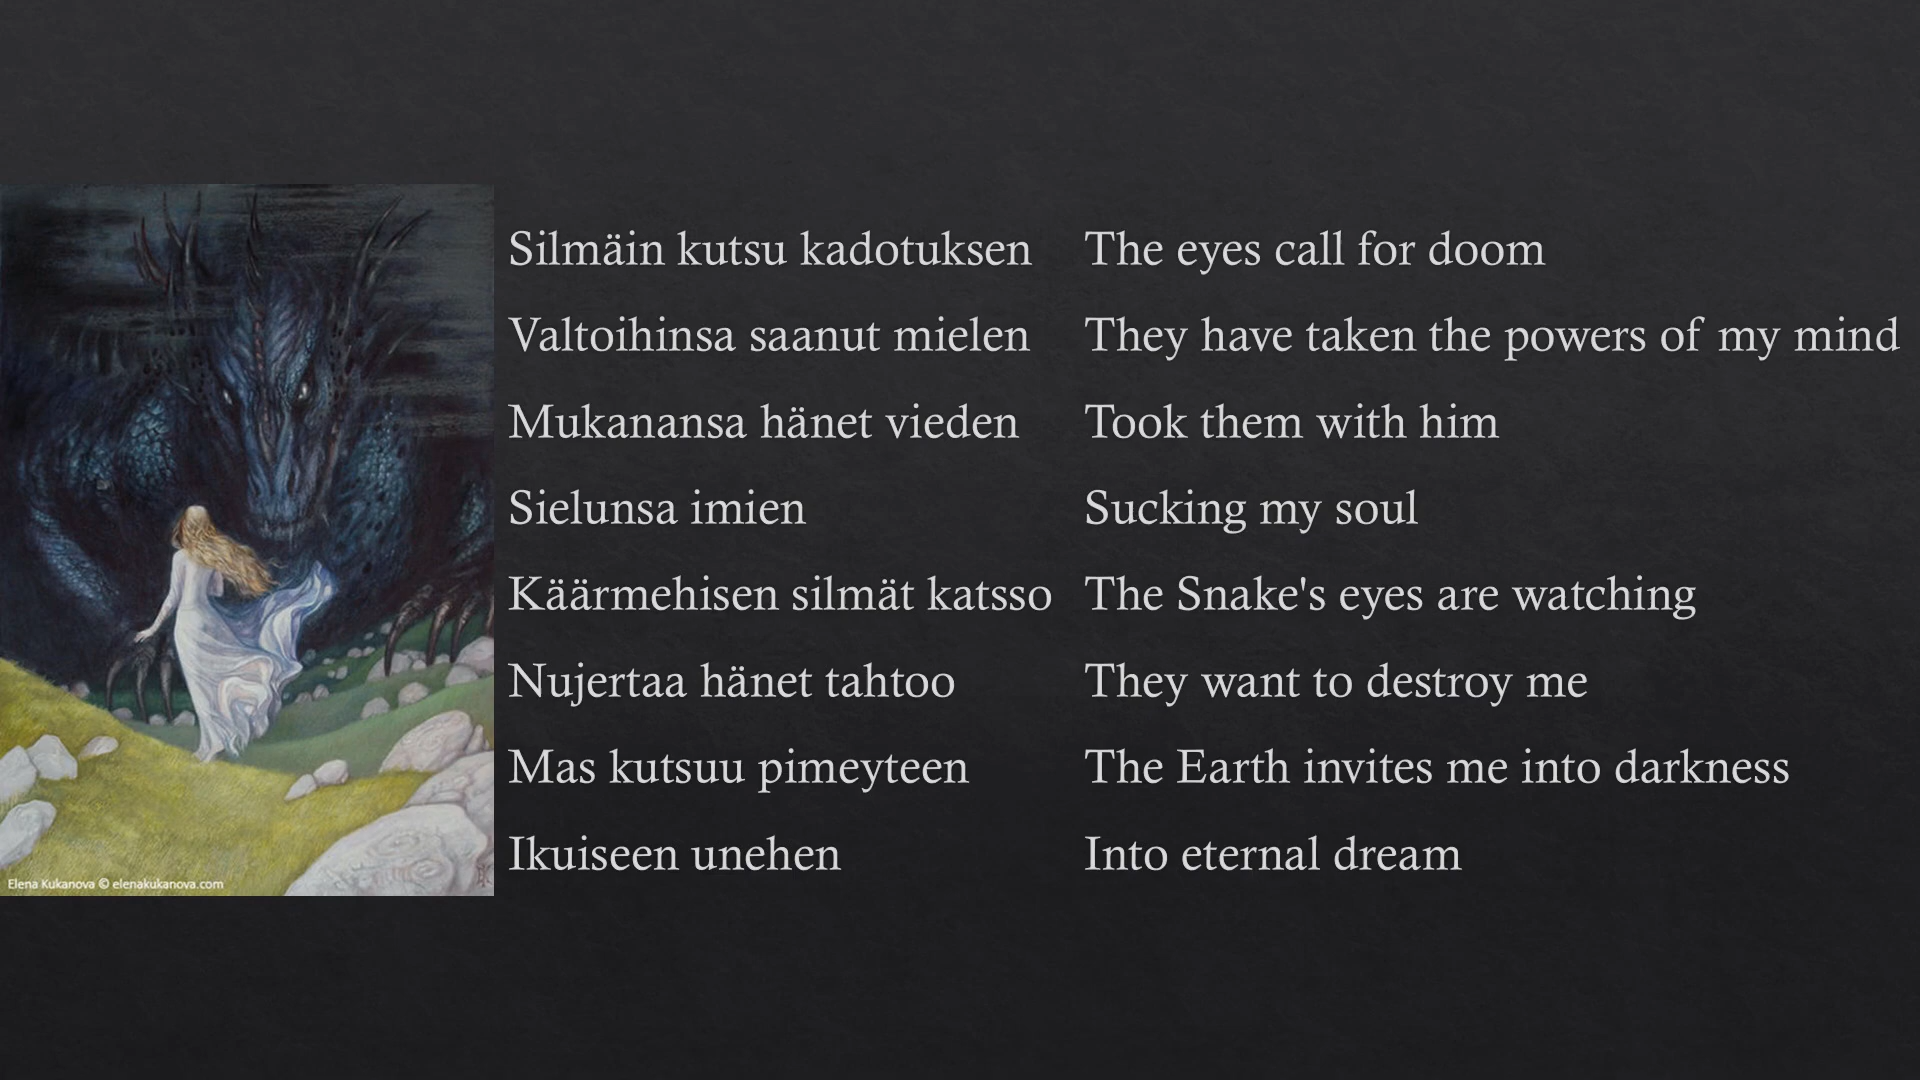 Silmäin kutsu kadotuksen
Valtoihinsa saanut mielen
Mukanansa hänet vieden
Sielunsa imien
Käärmehisen silmät katsso
Nujertaa hänet tahtoo
Mas kutsuu pimeyteen
Ikuiseen unehen
The eyes call for doom
They have taken the powers of my mind
Took them with him
Sucking my soul
The Snake's eyes are watching
They want to destroy me
The Earth invites me into darkness
Into eternal dream
Elena Kukanova © elenakukanova.com